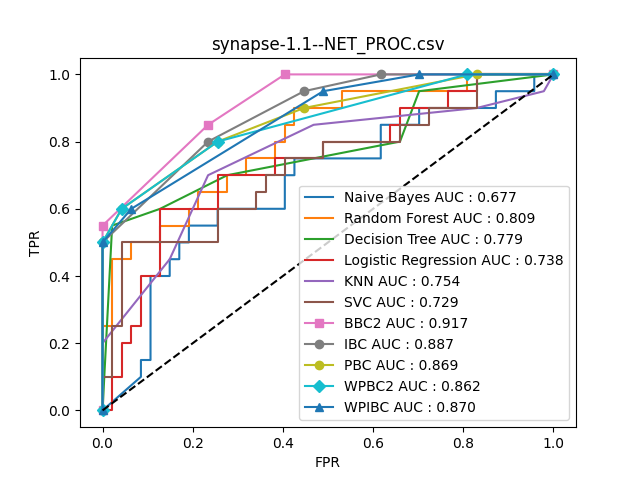 synapse-1.1--NET_PROC.csv
TPR
1.0
0.8
0.6
0.4
0.2
0.0
Naive Bayes AUC : 0.677
Random Forest AUC : 0.809
Decision Tree AUC : 0.779
Logistic Regression AUC : 0.738
KNN AUC : 0.754
SVC AUC : 0.729
BBC2 AUC : 0.917
IBC AUC : 0.887
PBC AUC : 0.869
WPBC2 AUC : 0.862
WPIBC AUC : 0.870
0.0 0.2 0.4 0.6 0.8 1.0
FPR